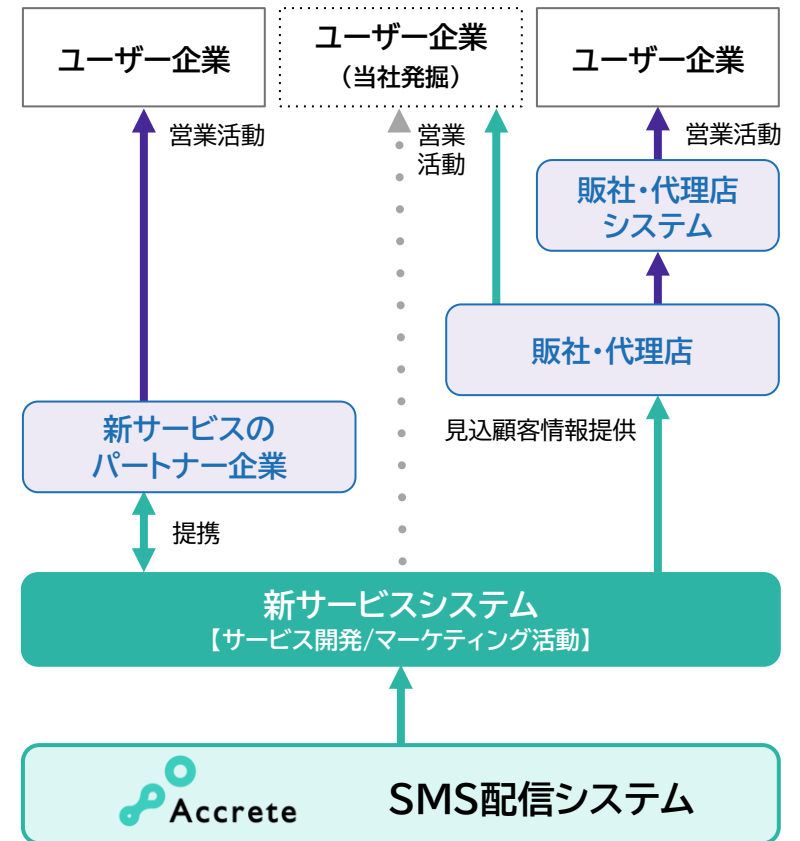 ユーザー企業
ユーザー企業
（当社発掘）
ユーザー企業
営業活動
営業
活動
営業活動
販社・代理店
システム
販社・代理店
新サービスの
パートナー企業
見込顧客情報提供
提携
新サービスシステム
【サービス開発/マーケティング活動】
Accrete
SMS配信システム